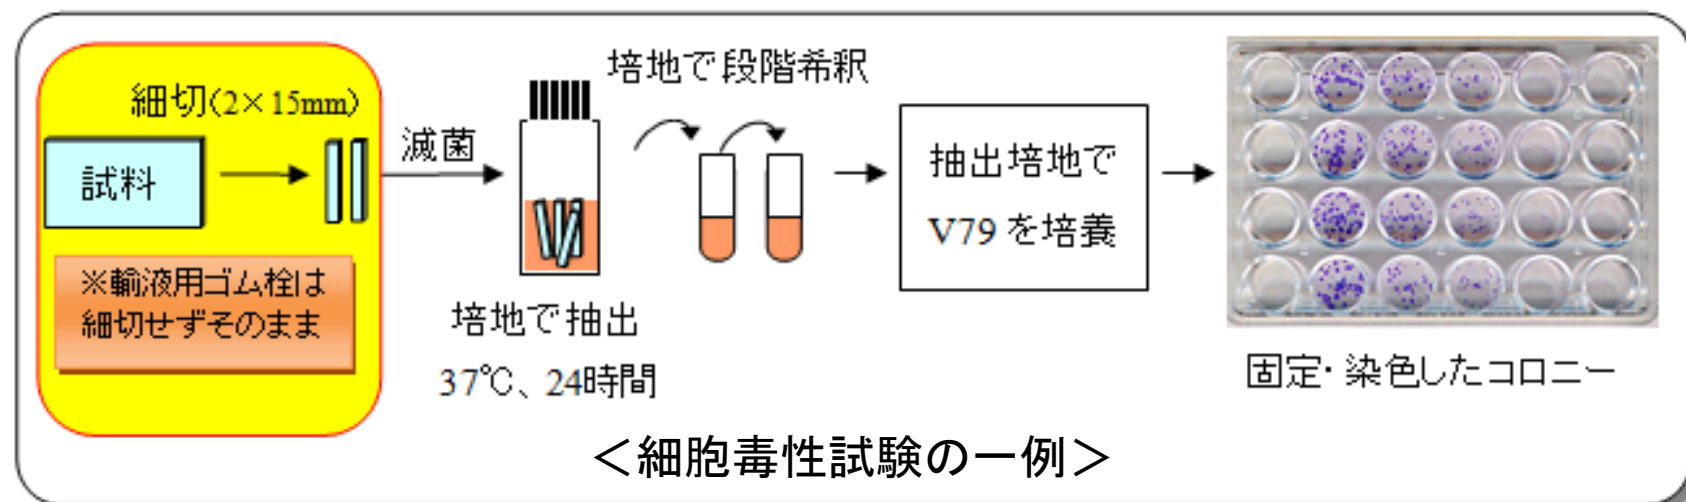 細切(2×15mm)
試料
※輸液用ゴム栓は
細切せずそのまま
滅菌
培地で抽出
37℃、24時間
培地で段階希釈
抽出培地で
V79を培養
固定・染色したコロニー
＜細胞毒性試験の一例＞